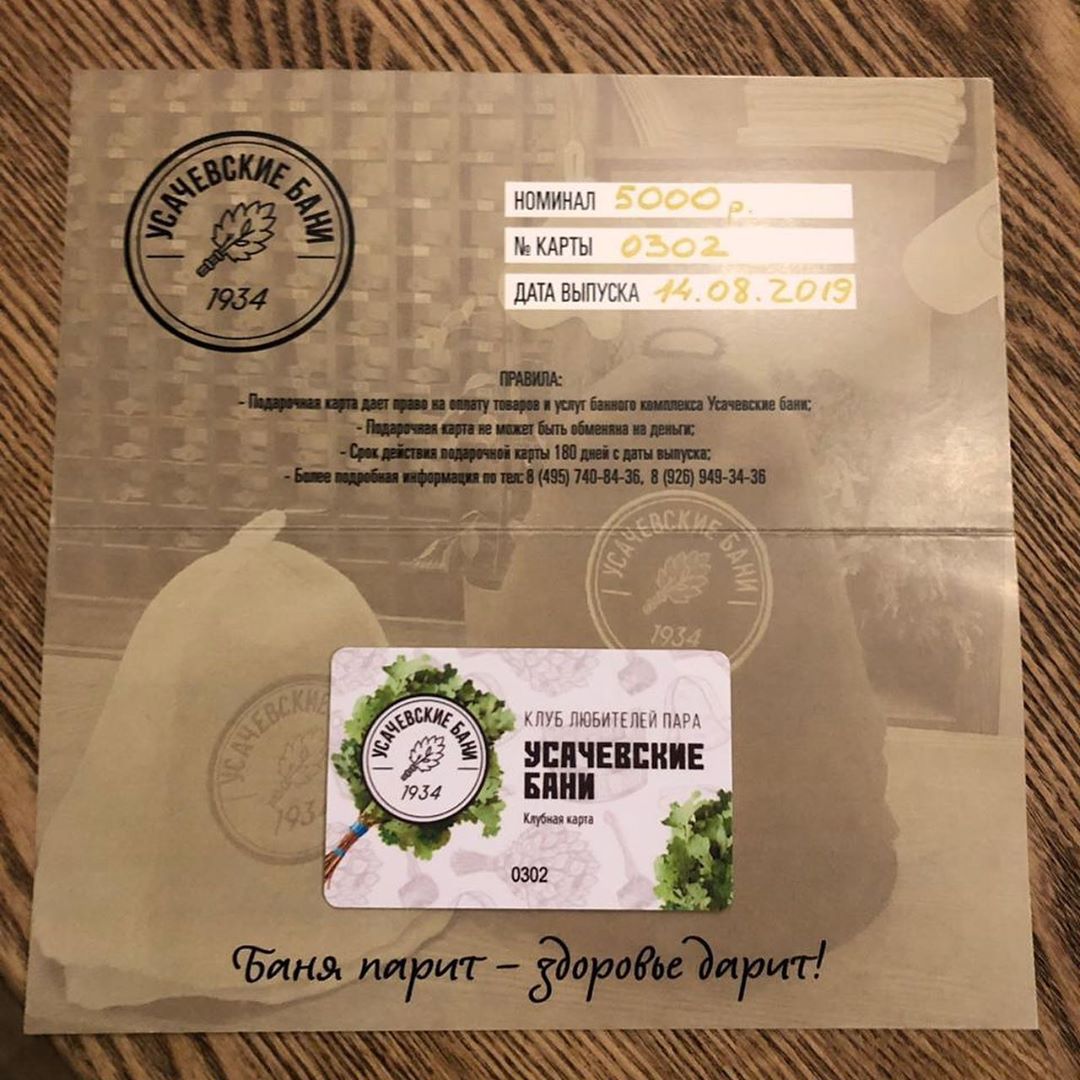 УСАЧЕВСКИЕ БАНИ
1934
НОМИНАЛ 5000 р.
№ КАРТЫ 0302
ДАТА ВЫПУСКА 14.08.2019
ПРАВИЛА:
- Подарочная карта дает право на оплату товаров и услуг банного комплекса Усачевские бани;
- Подарочная карта не может быть обменяна на деньги;
- Срок действия подарочной карты 180 дней с даты выпуска;
- Более подробная информация по тел: 8 (495) 740-84-36, 8 (926) 949-34-36
УСАЧЕВСКИЕ БАНИ
1934
УСАЧЕВСКИЕ
193
УСАЧЕВСКИЕ БАНИ
1934
КЛУБ ЛЮБИТЕЛЕЙ ПАРА
УСАЧЕВСКИЕ
БАНИ
Клубная карта
0302
Баня парит – здоровье дарит!